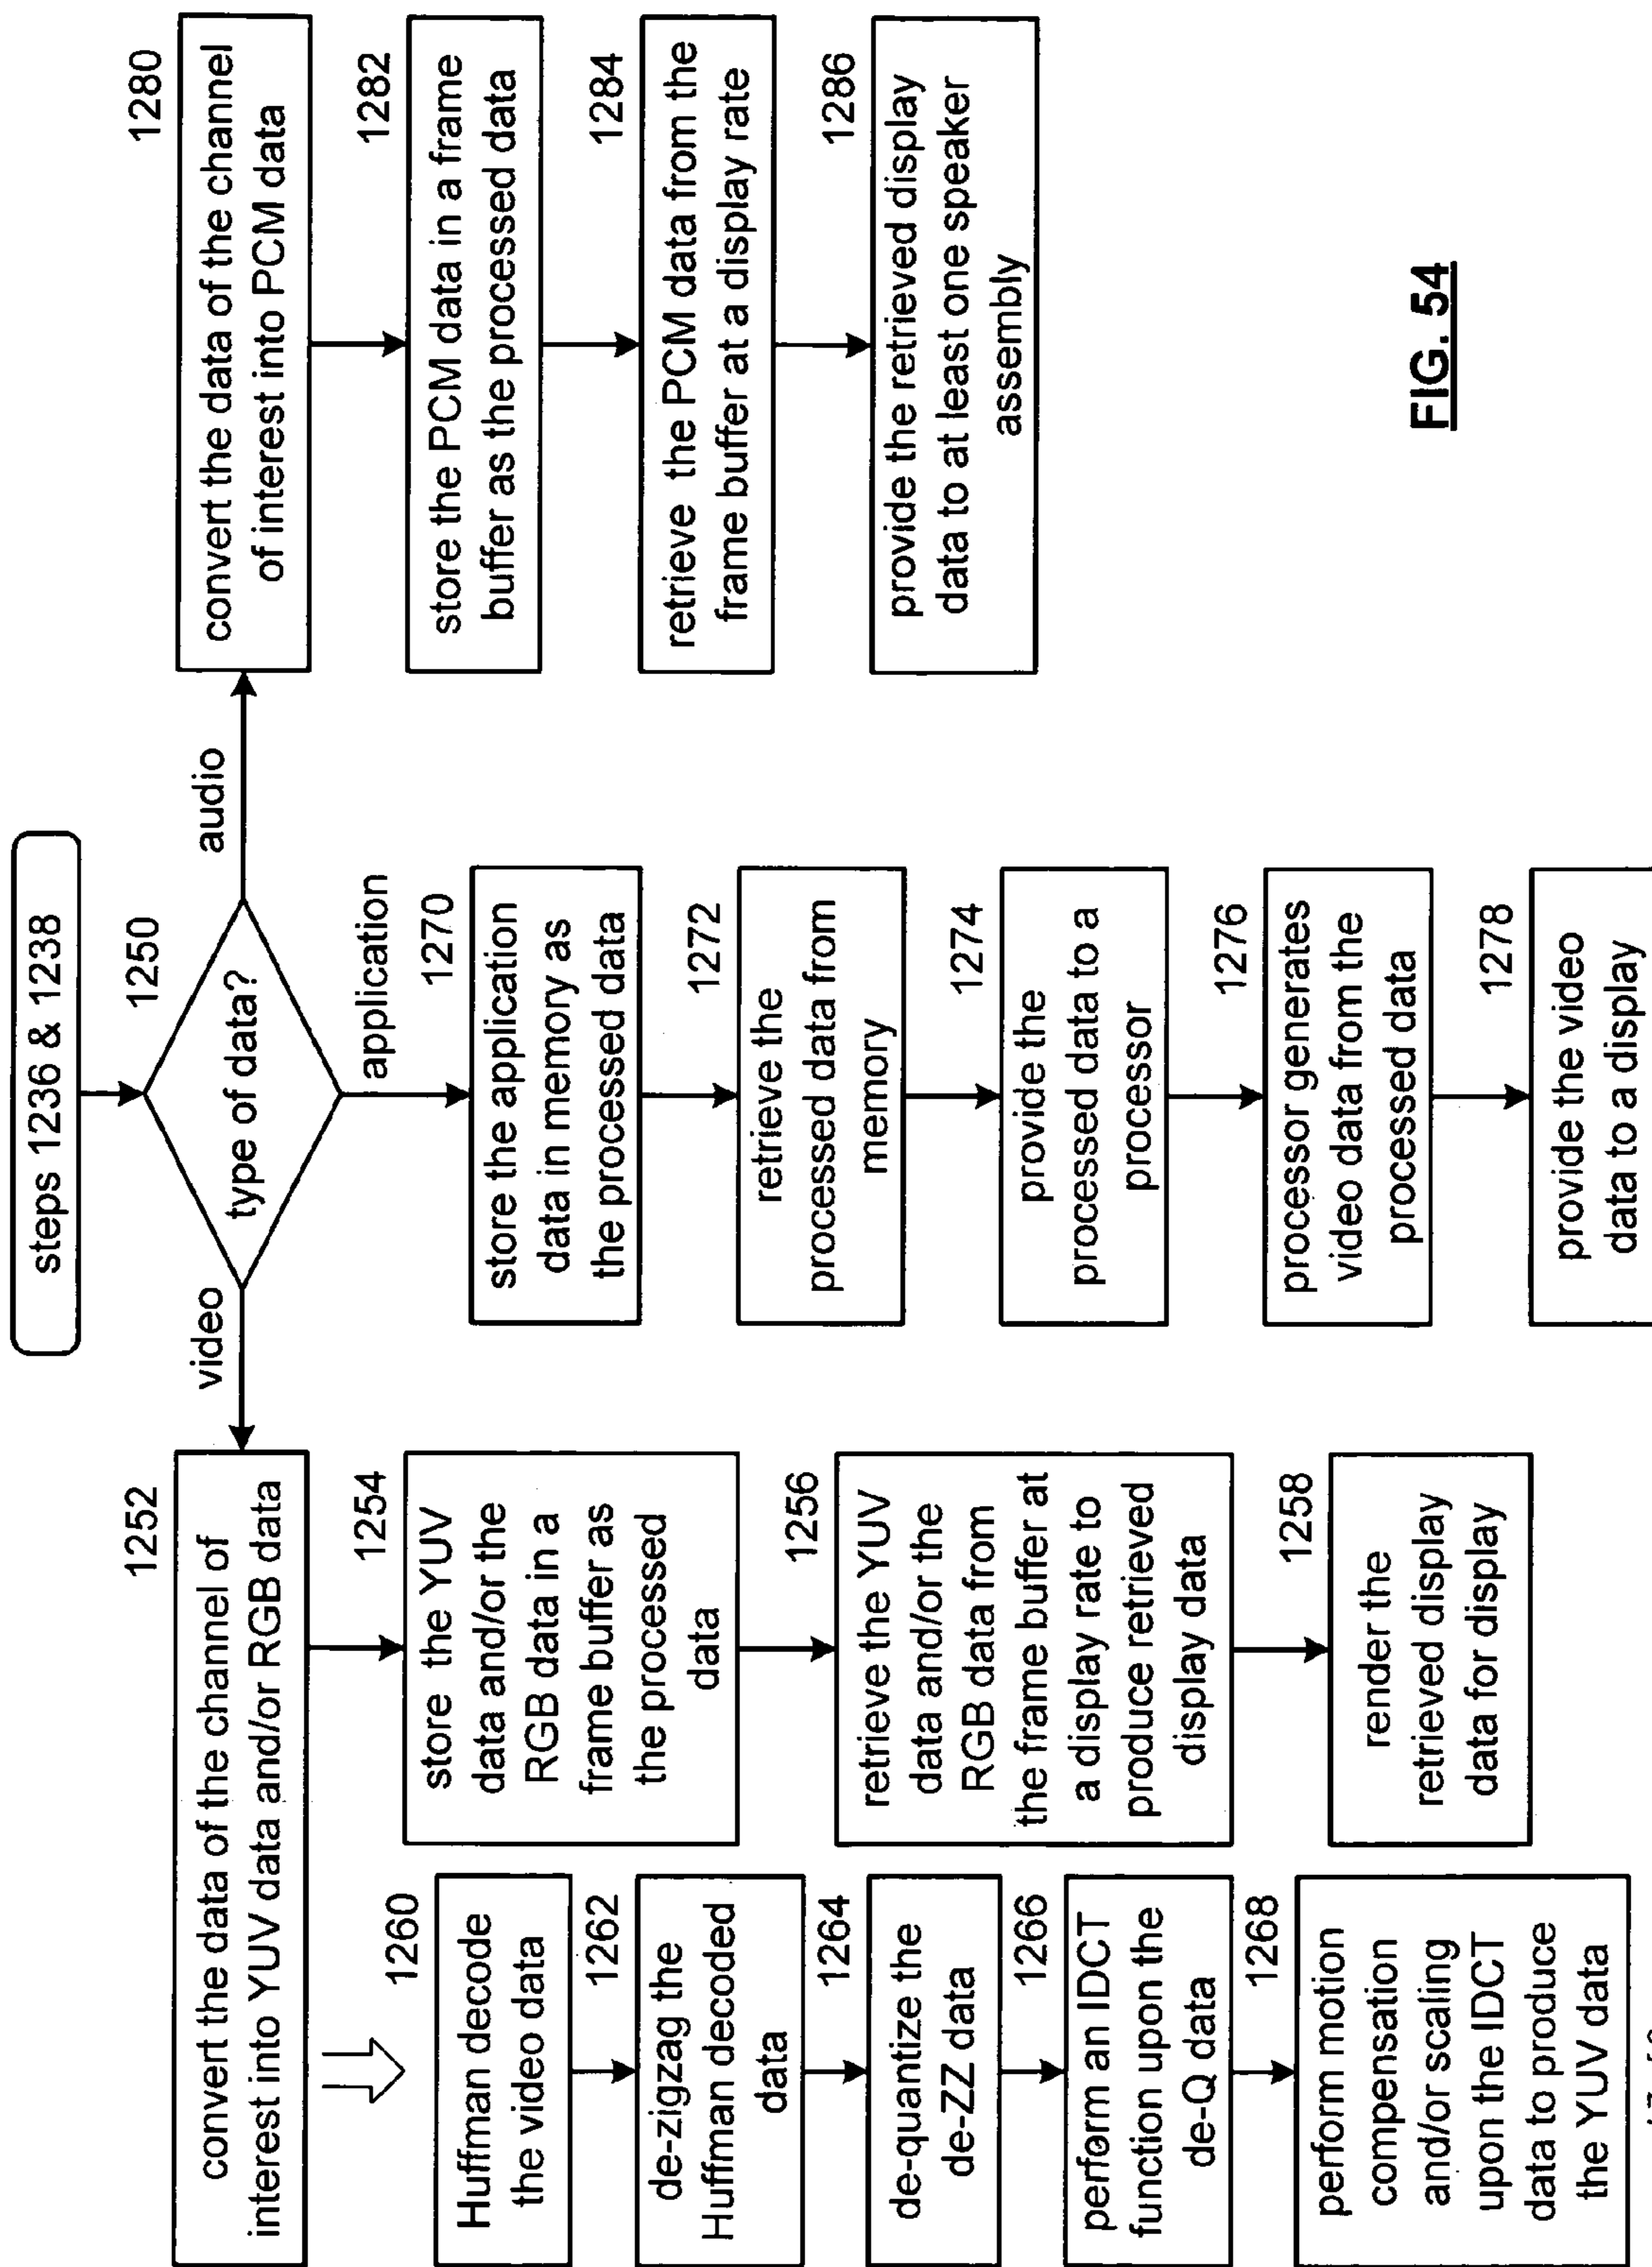 steps 1236 & 1238
1250
type of data?
video
application
audio
1252
convert the data of the channel of
interest into YUV data and/or RGB data
1254
store the YUV
data and/or the
RGB data in a
frame buffer as
the processed
data
1256
retrieve the YUV
data and/or the
RGB data from
the frame buffer at
a display rate to
produce retrieved
display data
1258
render the
retrieved display
data for display
1260
Huffman decode
the video data
1262
de-zigzag the
Huffman decoded
data
1264
de-quantize the
de-ZZ data
1266
perform an IDCT
function upon the
de-Q data
1268
perform motion
compensation
and/or scaling
upon the IDCT
data to produce
the YUV data
1270
store the application
data in memory as
the processed data
1272
retrieve the
processed data from
memory
1274
provide the
processed data to a
processor
1276
processor generates
video data from the
processed data
1278
provide the video
data to a display
1280
convert the data of the channel
of interest into PCM data
1282
store the PCM data in a frame
buffer as the processed data
1284
retrieve the PCM data from the
frame buffer at a display rate
1286
provide the retrieved display
data to at least one speaker
assembly
FIG. 54